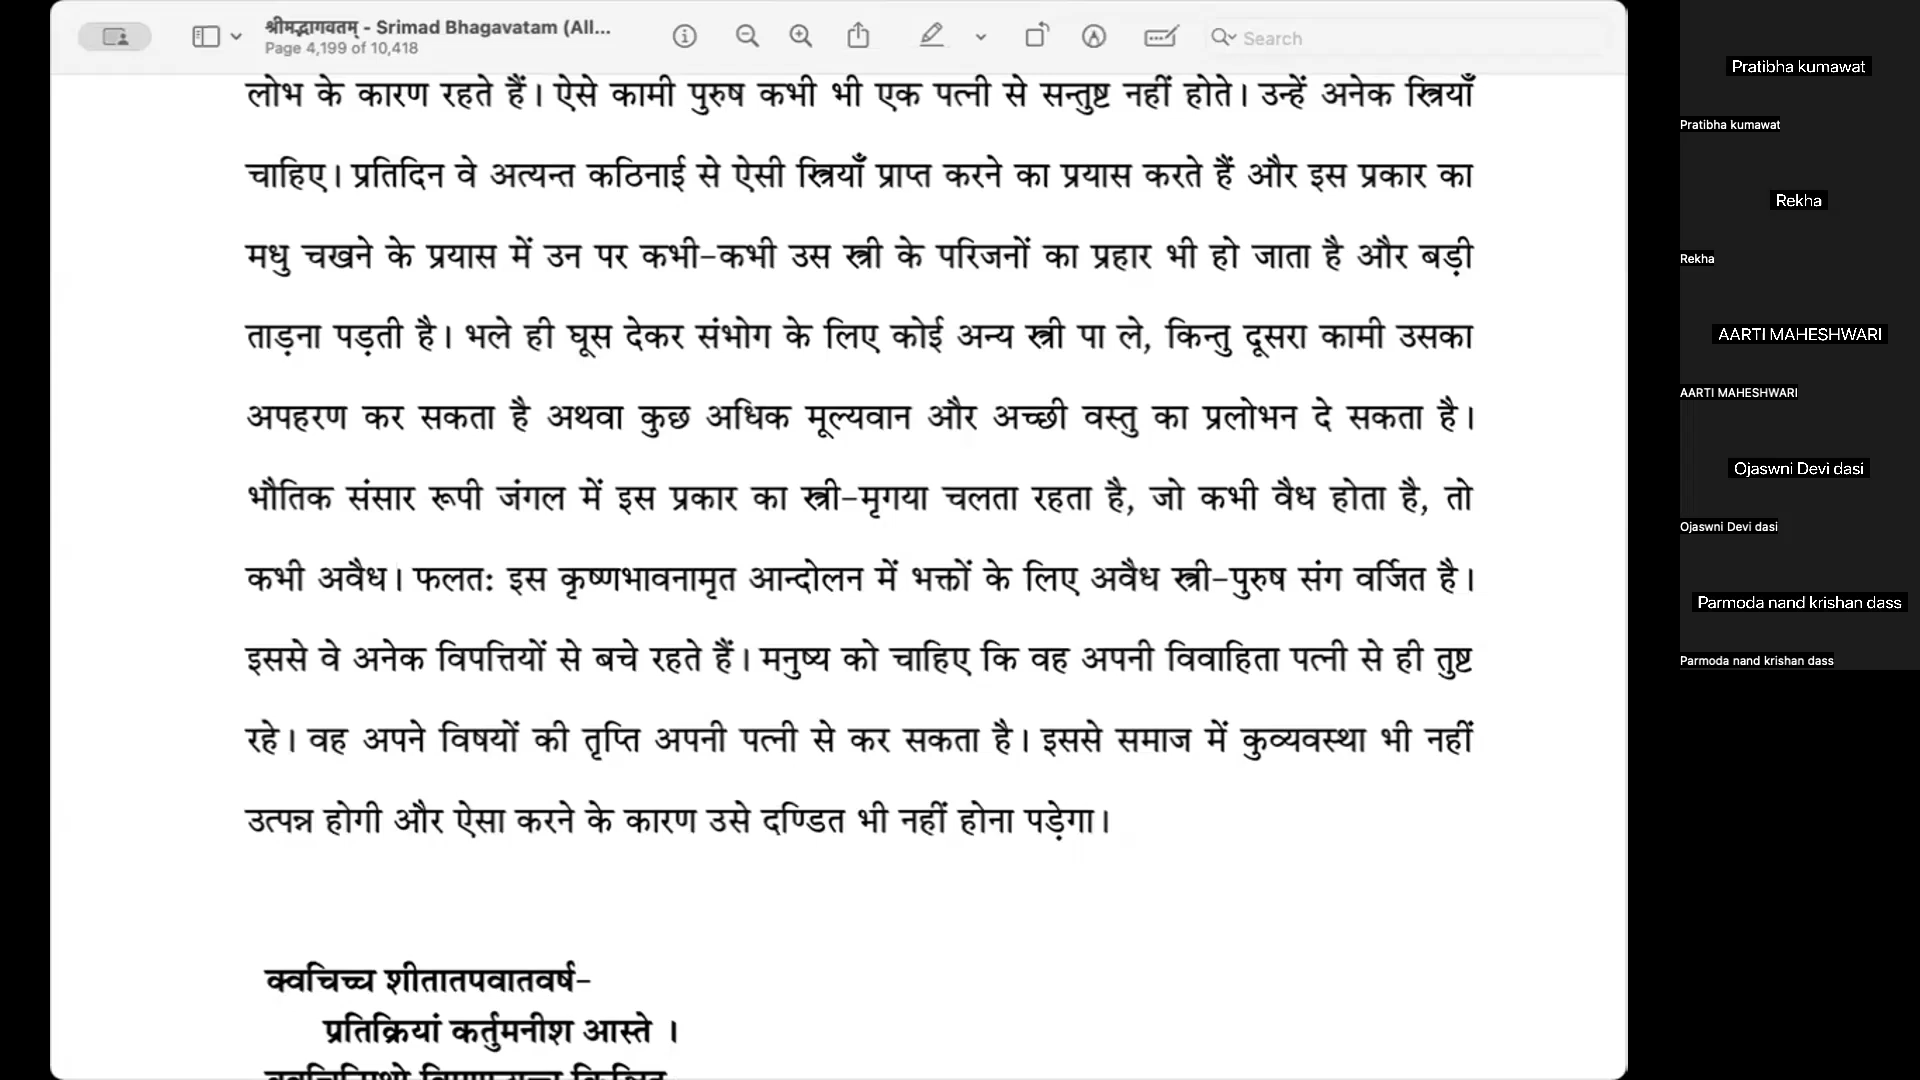 श्रीमद्भागवतम् - Srimad Bhagavatam (All...
Page 4,199 of 10,418
Search
लोभ के कारण रहते हैं। ऐसे कामी पुरुष कभी भी एक पत्नी से सन्तुष्ट नहीं होते। उन्हें अनेक स्त्रियाँ
चाहिए। प्रतिदिन वे अत्यन्त कठिनाई से ऐसी स्त्रियाँ प्राप्त करने का प्रयास करते हैं और इस प्रकार का
मधु चखने के प्रयास में उन पर कभी-कभी उस स्त्री के परिजनों का प्रहार भी हो जाता है और बड़ी
ताड़ना पड़ती है। भले ही घूस देकर संभोग के लिए कोई अन्य स्त्री पा ले, किन्तु दूसरा कामी उसका
अपहरण कर सकता है अथवा कुछ अधिक मूल्यवान और अच्छी वस्तु का प्रलोभन दे सकता है।
भौतिक संसार रूपी जंगल में इस प्रकार का स्त्री-मृगया चलता रहता है, जो कभी वैध होता है, तो
कभी अवैध। फलतः इस कृष्णभावनामृत आन्दोलन में भक्तों के लिए अवैध स्त्री-पुरुष संग वर्जित है।
इससे वे अनेक विपत्तियों से बचे रहते हैं। मनुष्य को चाहिए कि वह अपनी विवाहिता पत्नी से ही तुष्ट
रहे। वह अपने विषयों की तृप्ति अपनी पत्नी से कर सकता है। इससे समाज में कुव्यवस्था भी नहीं
उत्पन्न होगी और ऐसा करने के कारण उसे दण्डित भी नहीं होना पड़ेगा।
क्वचिच्च शीतातपवातवर्ष-
प्रतिक्रियां कर्तुमनीश आस्ते ।
Pratibha kumawat
Pratibha kumawat
Rekha
Rekha
AARTI MAHESHWARI
AARTI MAHESHWARI
Ojaswni Devi dasi
Ojaswni Devi dasi
Parmoda nand krishan dass
Parmoda nand krishan dass